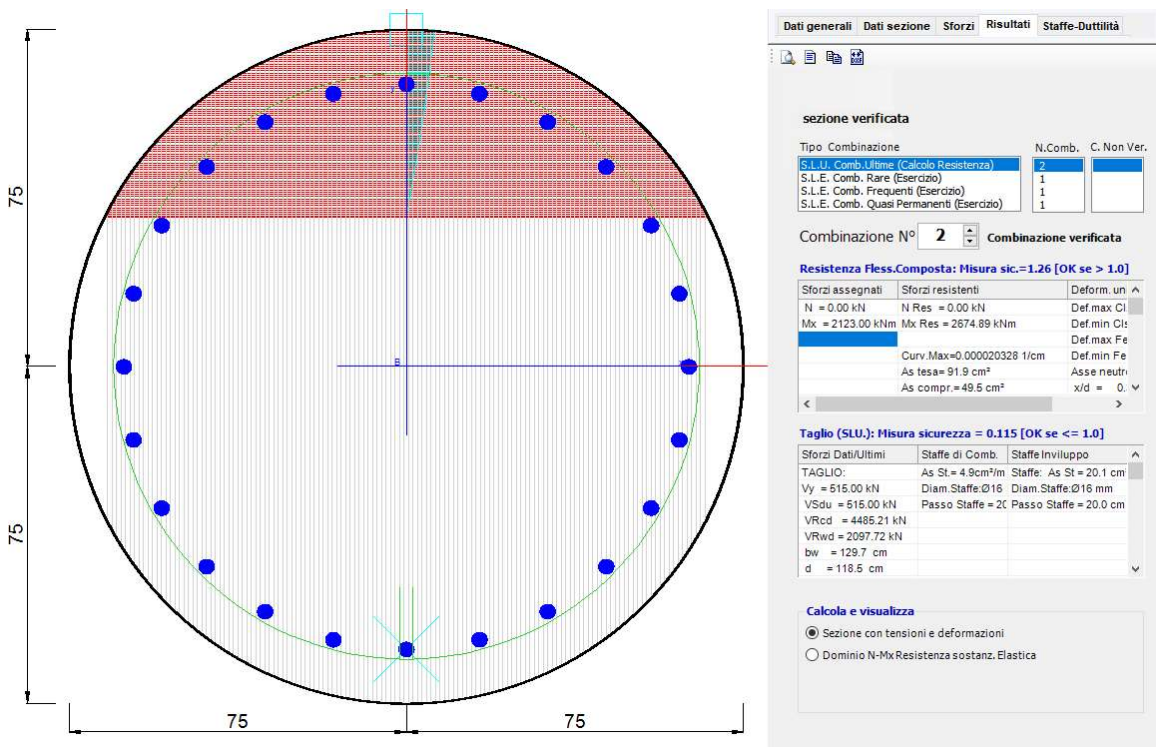 75
75
75
75
Dati generali Dati sezione Sforzi Risultati Staffe-Duttilità
sezione verificata
Tipo Combinazione N.Comb. C. Non Ver.
S.L.U. Comb.Ultime (Calcolo Resistenza) 2
S.L.E. Comb. Rare (Esercizio) 1
S.L.E. Comb. Frequenti (Esercizio) 1
S.L.E. Comb. Quasi Permanenti (Esercizio) 1
Combinazione N° 2 Combinazione verificata
Resistenza Fless.Composta: Misura sic.=1.26 [OK se > 1.0]
Sforzi assegnati Sforzi resistenti Deform. un
N = 0.00 kN N Res = 0.00 kN Def.max Cl
Mx = 2123.00 kNm Mx Res = 2674.89 kNm Def.min Cls
Def.max Fe
Curv.Max=0.000020328 1/cm Def.min Fe
As tesa= 91.9 cm² Asse neutr
As compr.= 49.5 cm² x/d = 0.
Taglio (SLU.): Misura sicurezza = 0.115 [OK se <= 1.0]
Sforzi Dati/Ultimi Staffe di Comb. Staffe Inviluppo
TAGLIO: As St.= 4.9cm²/m Staffe: As St = 20.1 cm
Vy = 515.00 kN Diam.Staffe:Ø16 Diam.Staffe:Ø16 mm
VSdu = 515.00 kN Passo Staffe = 20 Passo Staffe = 20.0 cm
VRcd = 4485.21 kN
VRwd = 2097.72 kN
bw = 129.7 cm
d = 118.5 cm
Calcola e visualizza
Sezione con tensioni e deformazioni
Dominio N-Mx Resistenza sostanz. Elastica